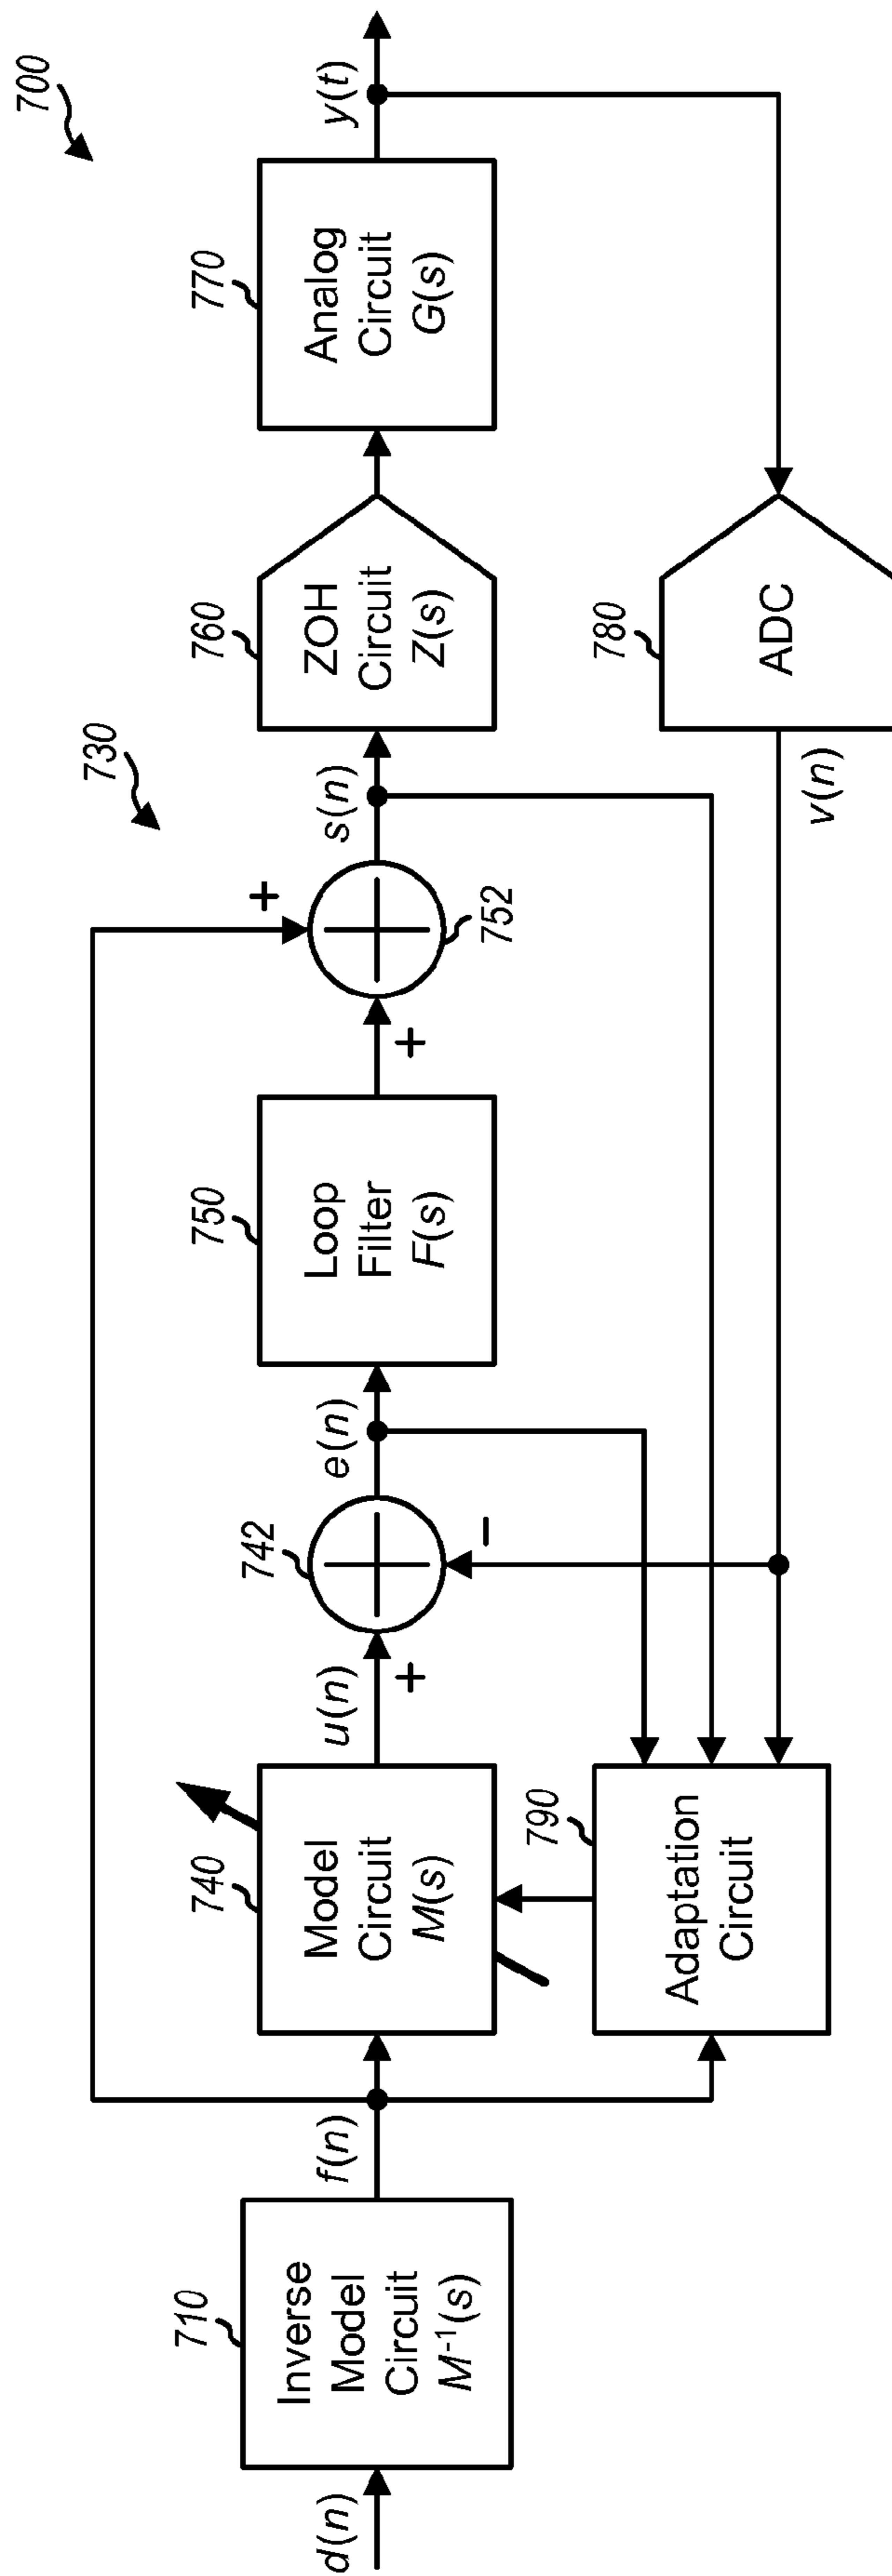 700
730
d(n)
710
Inverse
Model
Circuit
M⁻¹(s)
f(n)
740
Model
Circuit
M(s)
u(n)
+
742
−
e(n)
750
Loop
Filter
F(s)
+
+
752
s(n)
760
ZOH
Circuit
Z(s)
770
Analog
Circuit
G(s)
y(t)
780
ADC
v(n)
790
Adaptation
Circuit